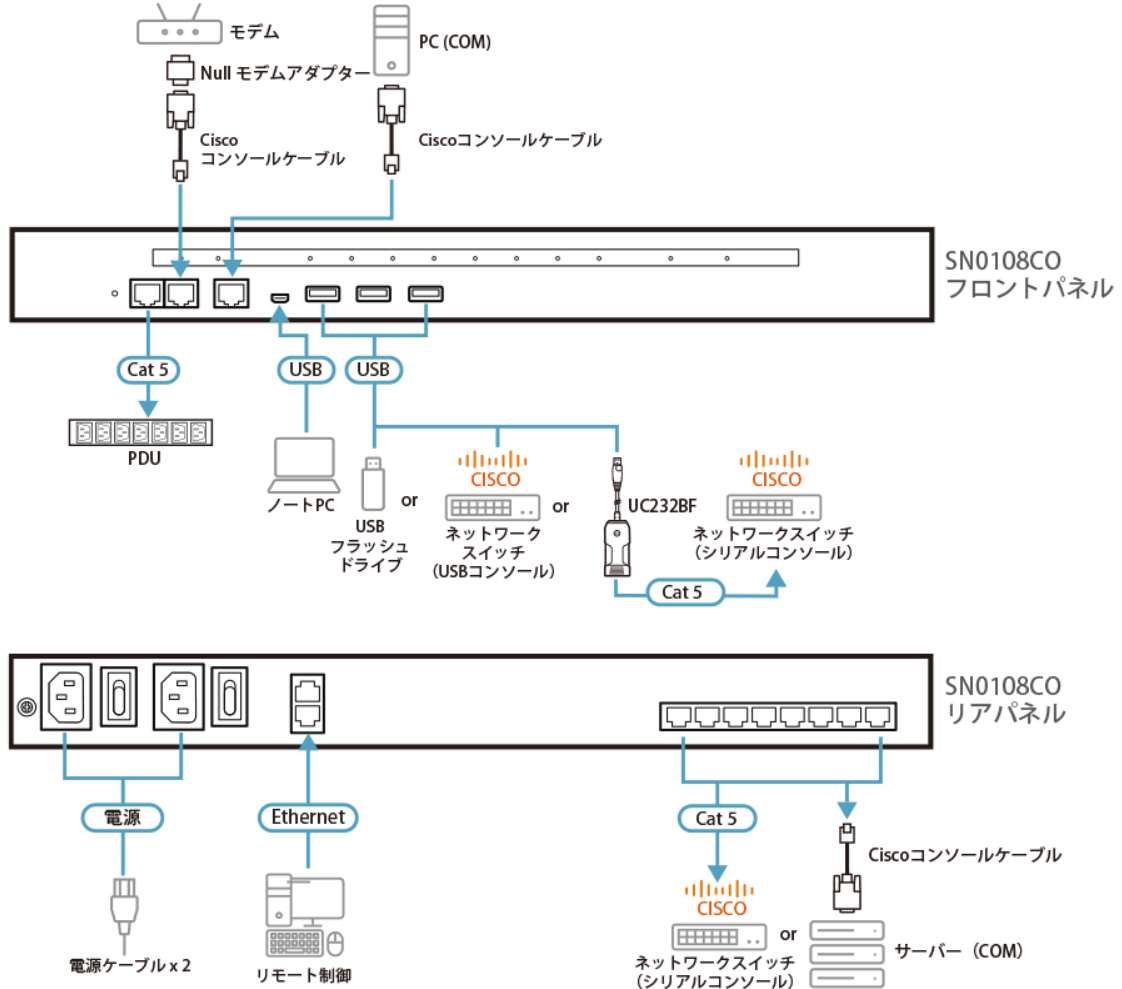 モデム
PC (COM)
Null モデムアダプター
Cisco
コンソールケーブル
Ciscoコンソールケーブル
SN0108CO
フロントパネル
Cat 5
USB
USB
PDU
ノートPC
USB
フラッシュ
ドライブ
or
CISCO
ネットワーク
スイッチ
(USBコンソール)
or
UC232BF
CISCO
ネットワークスイッチ
(シリアルコンソール)
Cat 5
SN0108CO
リアパネル
電源
Ethernet
Cat 5
Ciscoコンソールケーブル
電源ケーブル x 2
リモート制御
CISCO
ネットワークスイッチ
(シリアルコンソール)
or
サーバー (COM)